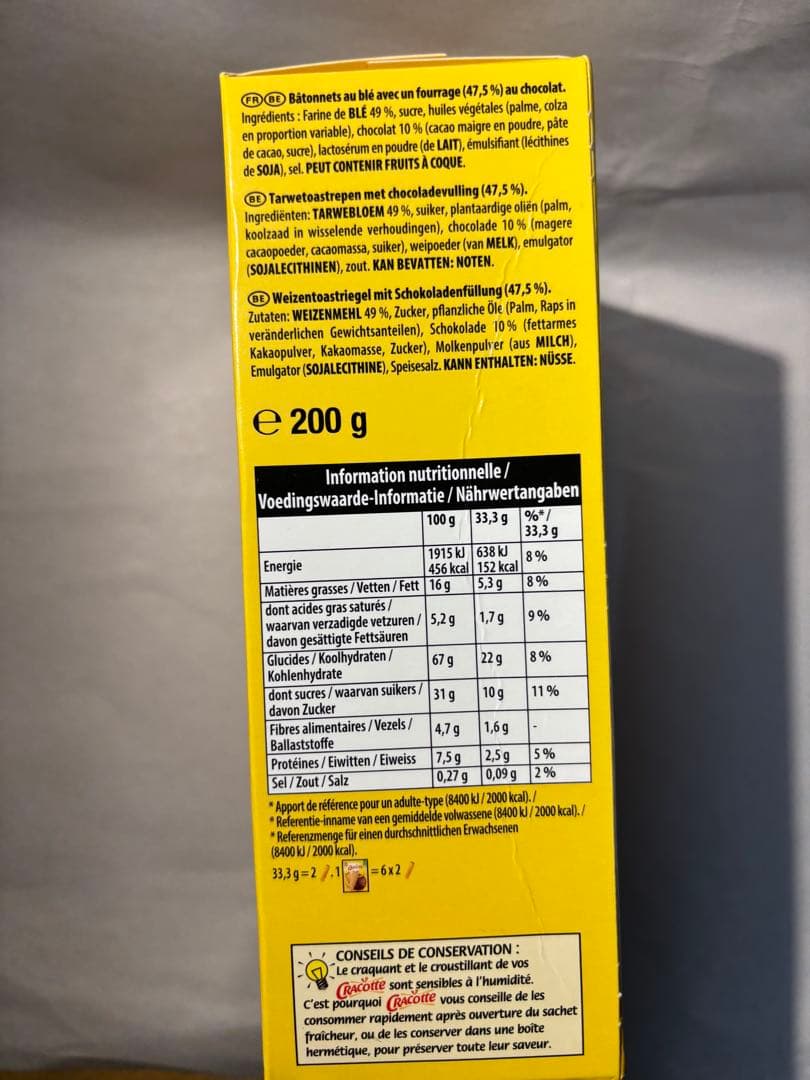 FR BE Bâtonnets au blé avec un fourrage (47,5 %) au chocolat.
Ingrédients : Farine de BLÉ 49 %, sucre, huiles végétales (palme, colza
en proportion variable), chocolat 10 % (cacao maigre en poudre, pâte
de cacao, sucre), lactosérum en poudre (de LAIT), émulsifiant (lécithines
de SOJA), sel. PEUT CONTENIR FRUITS À COQUE.
BE Tarwetoastrepen met chocoladevulling (47,5 %).
Ingrediënten: TARWEBLOEM 49 %, suiker, plantaardige oliën (palm,
koolzaad in wisselende verhoudingen), chocolade 10 % (magere
cacaopoeder, cacaomassa, suiker), weipoeder (van MELK), emulgator
(SOJALECITHINEN), zout. KAN BEVATTEN: NOTEN.
BE Weizentoastriegel mit Schokoladenfüllung (47,5 %).
Zutaten: WEIZENMEHL 49 %, Zucker, pflanzliche Öle (Palm, Raps in
veränderlichen Gewichtsanteilen), Schokolade 10 % (fettarmes
Kakaopulver, Kakaomasse, Zucker), Molkenpulver (aus MILCH),
Emulgator (SOJALECITHINE), Speisesalz. KANN ENTHALTEN: NÜSSE.
e 200 g
Information nutritionnelle /
Voedingswaarde-Informatie / Nährwertangaben
100 g 33,3 g %*/
33,3 g
Energie 1915 kJ 638 kJ 8 %
456 kcal 152 kcal
Matières grasses / Vetten / Fett 16 g 5,3 g 8 %
dont acides gras saturés /
waarvan verzadigde vetzuren / 5,2 g 1,7 g 9 %
davon gesättigte Fettsäuren
Glucides / Koolhydraten / 67 g 22 g 8 %
Kohlenhydrate
dont sucres / waarvan suikers / 31 g 10 g 11 %
davon Zucker
Fibres alimentaires / Vezels / 4,7 g 1,6 g -
Ballaststoffe
Protéines / Eiwitten / Eiweiss 7,5 g 2,5 g 5 %
Sel / Zout / Salz 0,27 g 0,09 g 2 %
* Apport de référence pour un adulte-type (8400 kJ / 2000 kcal). /
* Referentie-inname van een gemiddelde volwassene (8400 kJ / 2000 kcal). /
* Referenzmenge für einen durchschnittlichen Erwachsenen
(8400 kJ / 2000 kcal).
33,3 g = 2 . 1 = 6 x 2
CONSEILS DE CONSERVATION :
Le craquant et le croustillant de vos
CRACOTTE sont sensibles à l'humidité.
C'est pourquoi CRACOTTE vous conseille de les
consommer rapidement après ouverture du sachet
fraîcheur, ou de les conserver dans une boîte
hermétique, pour préserver toute leur saveur.